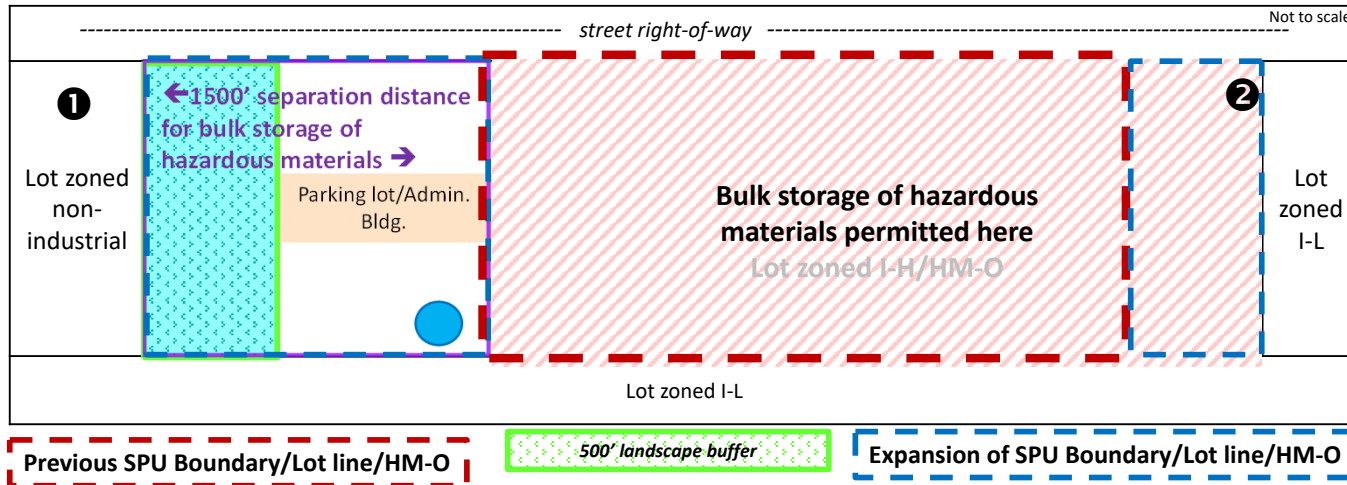 Not to scale
street right-of-way
❶
←1500’ separation distance
for bulk storage of
hazardous materials →
❷
Lot zoned
non-
industrial
Parking lot/Admin.
Bldg.
Bulk storage of hazardous
materials permitted here
Lot zoned I-H/HM-O
Lot
zoned
I-L
Lot zoned I-L
Previous SPU Boundary/Lot line/HM-O
500’ landscape buffer
Expansion of SPU Boundary/Lot line/HM-O